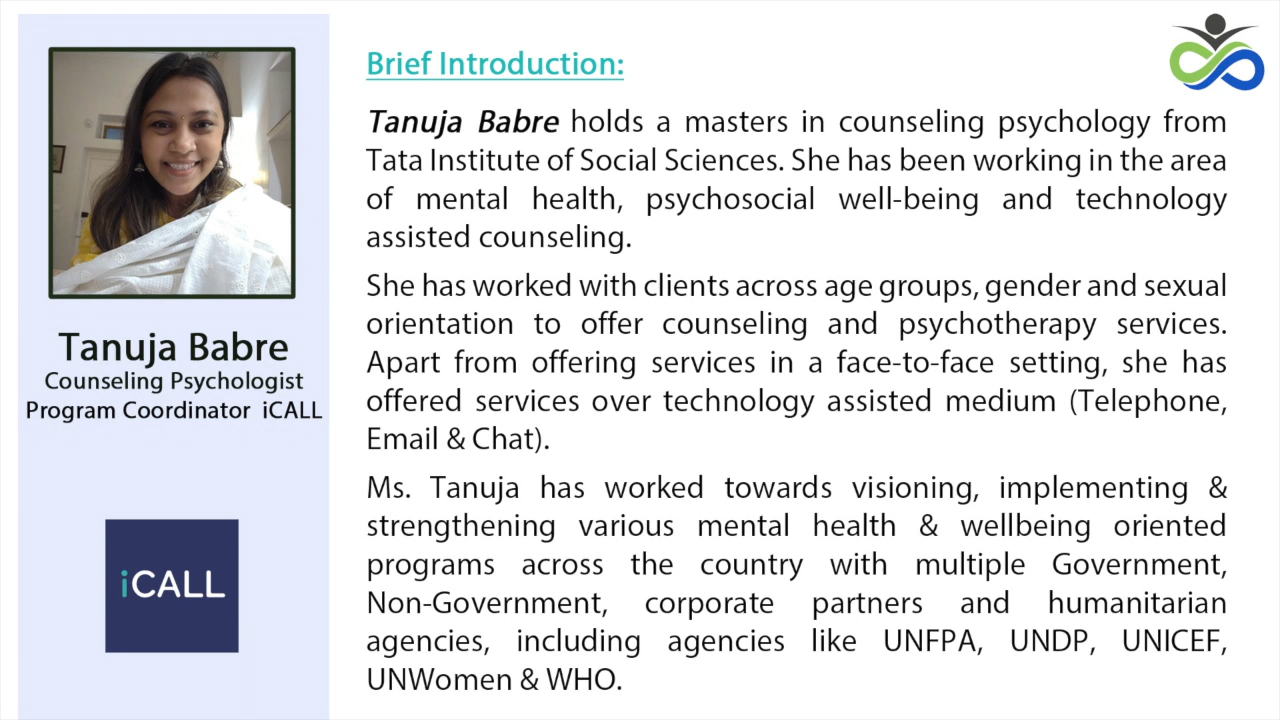 Tanuja Babre
Counseling Psychologist
Program Coordinator iCALL
iCALL
Brief Introduction:
Tanuja Babre holds a masters in counseling psychology from
Tata Institute of Social Sciences. She has been working in the area
of mental health, psychosocial well-being and technology
assisted counseling.
She has worked with clients across age groups, gender and sexual
orientation to offer counseling and psychotherapy services.
Apart from offering services in a face-to-face setting, she has
offered services over technology assisted medium (Telephone,
Email & Chat).
Ms. Tanuja has worked towards visioning, implementing &
strengthening various mental health & wellbeing oriented
programs across the country with multiple Government,
Non-Government, corporate partners and humanitarian
agencies, including agencies like UNFPA, UNDP, UNICEF,
UNWomen & WHO.